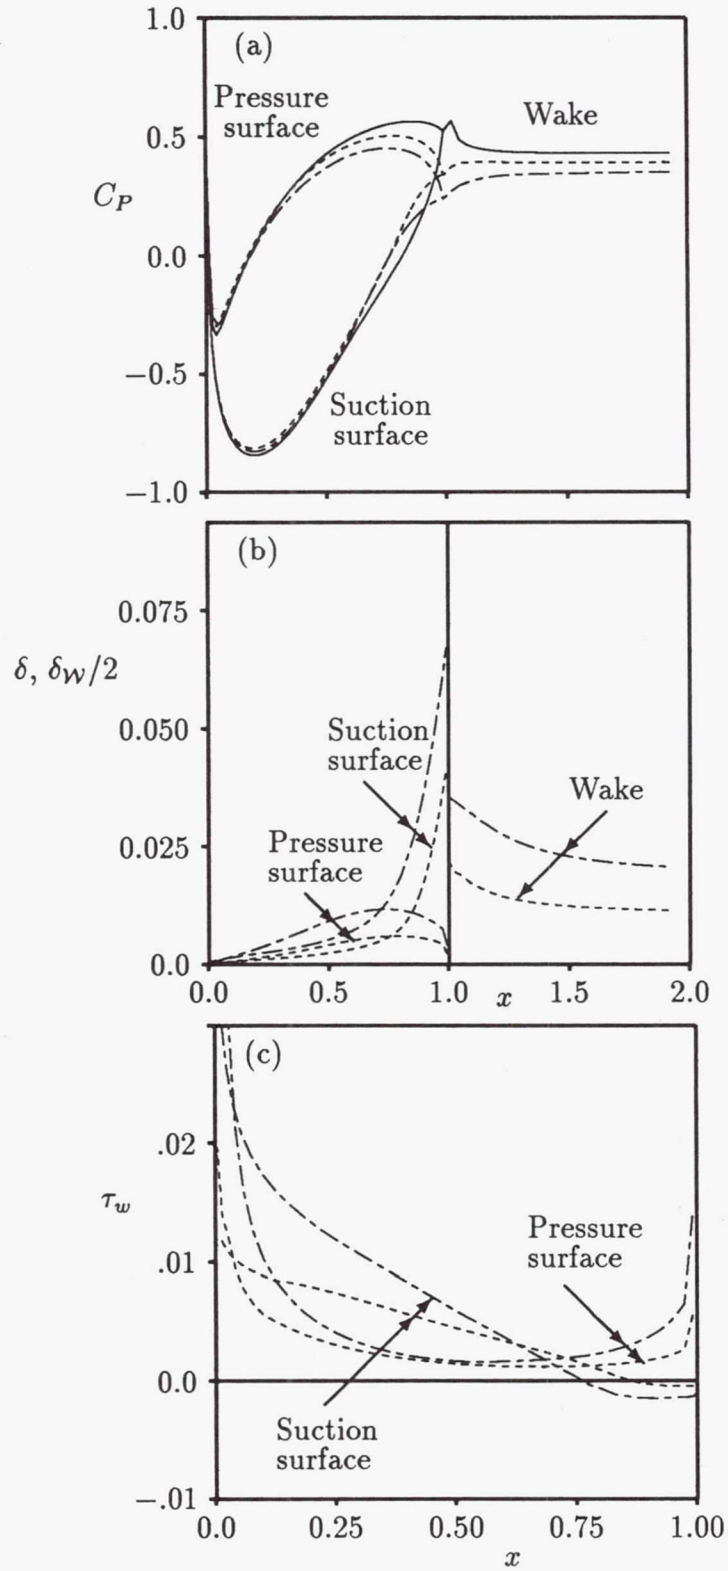 1.0
(a)
Pressure
surface
Wake
0.5
C_P
0.0
−0.5
Suction
surface
−1.0
(b)
0.075
δ, δ_𝒲/2
0.050
Suction
surface
Wake
0.025
Pressure
surface
0.0
0.0 0.5 1.0 x 1.5 2.0
(c)
.02
τ_w
Pressure
surface
.01
0.0
Suction
surface
−.01
0.0 0.25 0.50 0.75 1.00
x